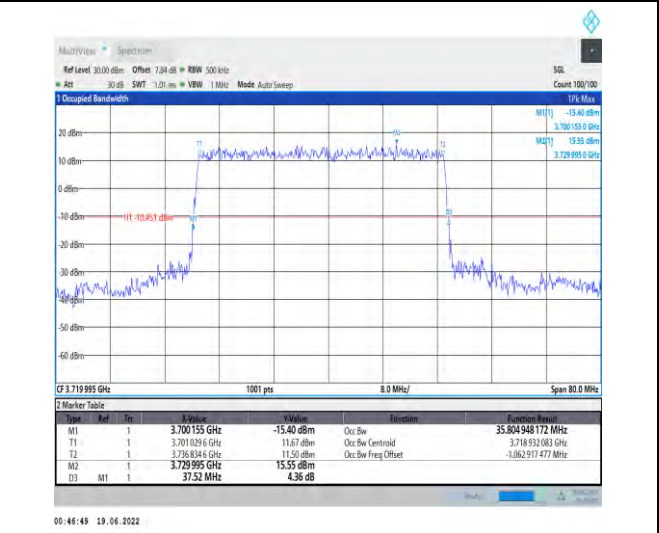 MultiView Spectrum
Ref Level 30.00 dBm Offset 7.84 dB RBW 500 kHz SGL
Att 30 dB SWT 1.01 ms VBW 1 MHz Mode Auto Sweep Count 100/100
1 Occupied Bandwidth 1Pk Max
M1[1] -15.40 dBm
3.700 155 0 GHz
M2[1] 15.55 dBm
3.729 995 0 GHz
20 dBm
T1 M2 T2
10 dBm
0 dBm
-10 dBm H1 -10.451 dBm M1 D3
-20 dBm
-30 dBm
-40 dBm
-50 dBm
-60 dBm
CF 3.719 995 GHz 1001 pts 8.0 MHz/ Span 80.0 MHz
2 Marker Table
Type Ref Trc X-Value Y-Value Function Function Result
M1 1 3.700155 GHz -15.40 dBm Occ Bw 35.804 948 172 MHz
T1 1 3.701 029 6 GHz 11.67 dBm Occ Bw Centroid 3.718 932 083 GHz
T2 1 3.736 834 6 GHz 11.50 dBm Occ Bw Freq Offset -1.062 917 477 MHz
M2 1 3.729995 GHz 15.55 dBm
D3 M1 1 37.52 MHz 4.36 dB
00:46:49 19.06.2022